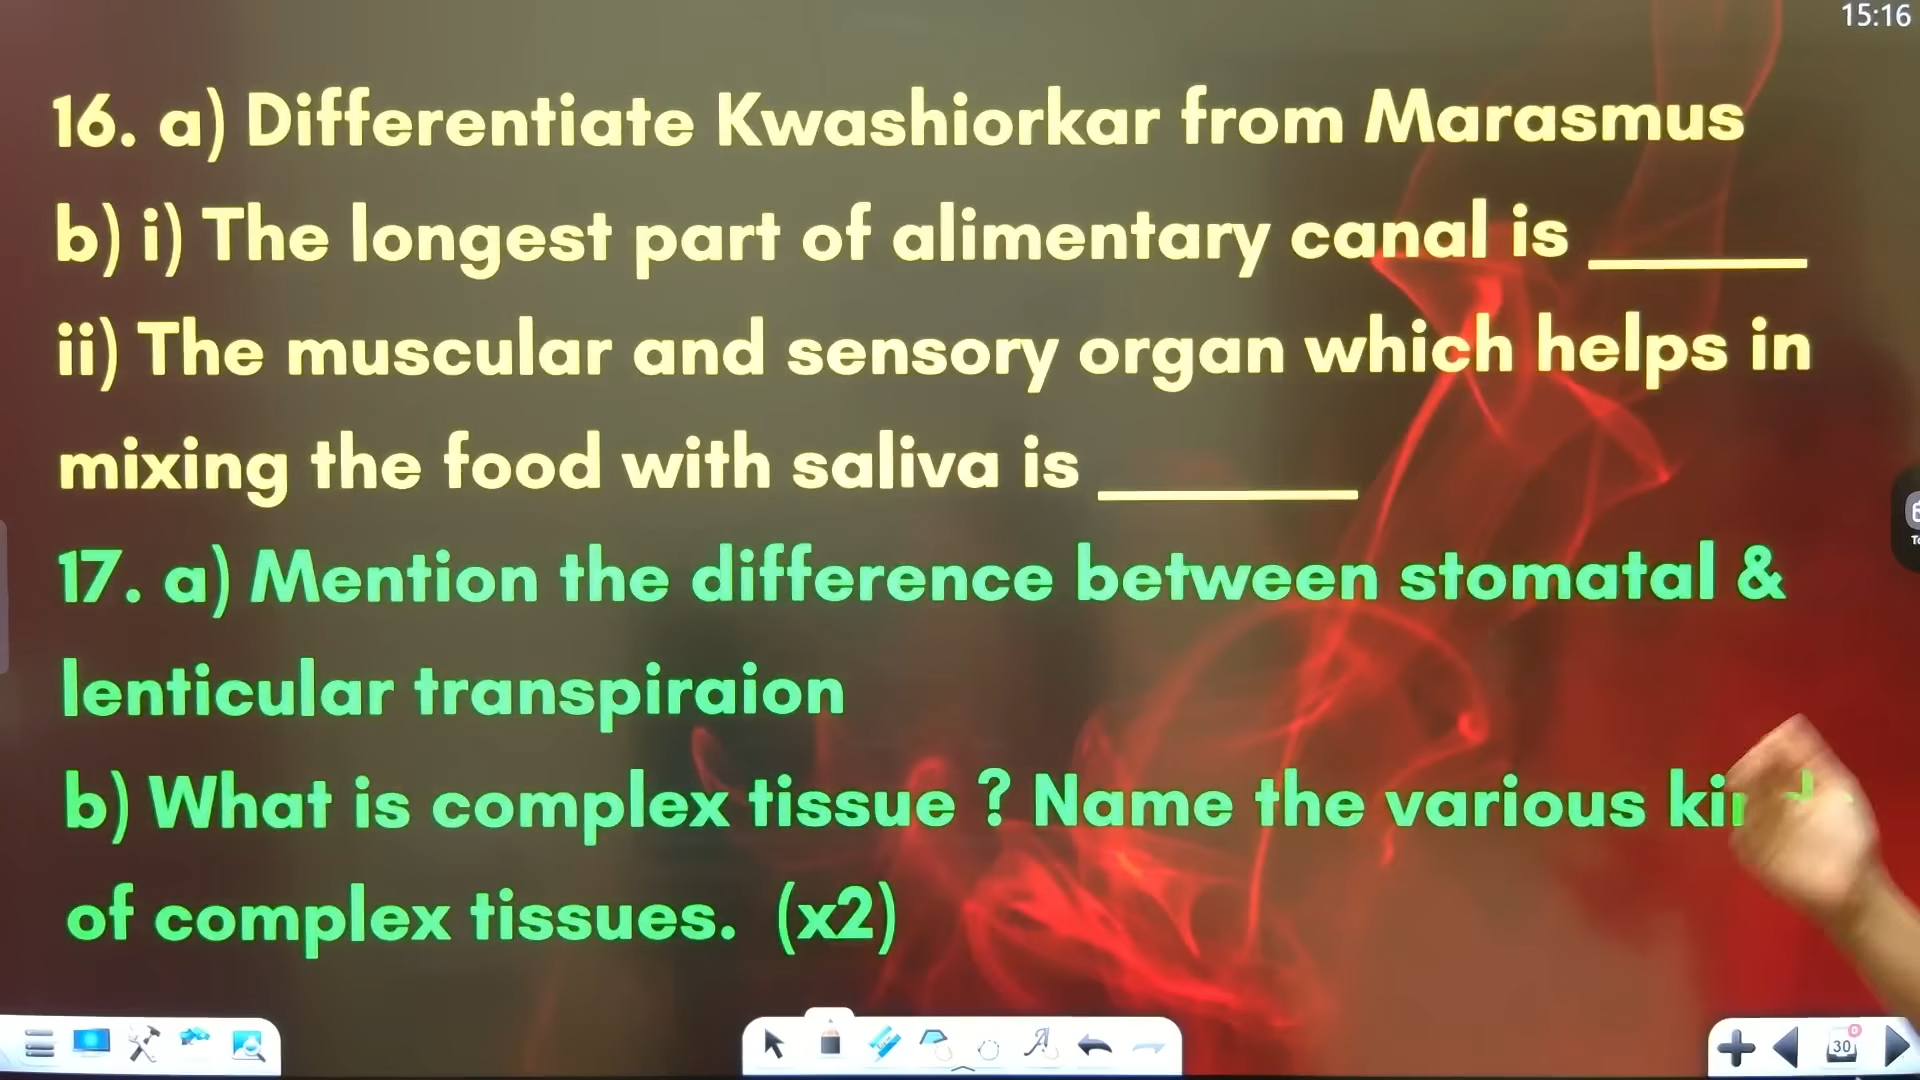 15:16
16. a) Differentiate Kwashiorkar from Marasmus
b) i) The longest part of alimentary canal is ______
ii) The muscular and sensory organ which helps in
mixing the food with saliva is _______
17. a) Mention the difference between stomatal &
lenticular transpiraion
b) What is complex tissue ? Name the various
of complex tissues. (x2)
30
0